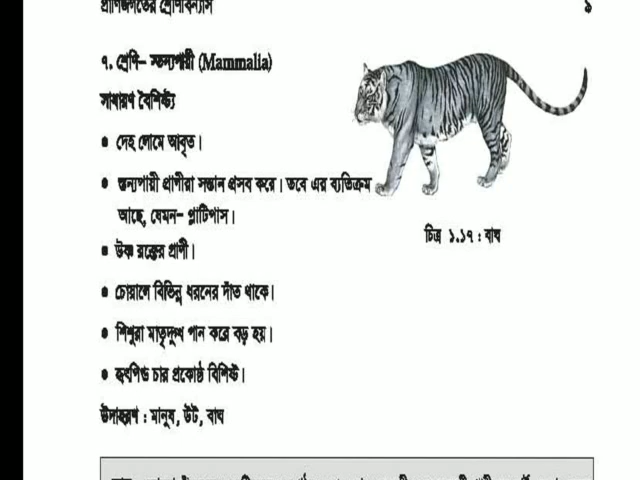 প্রাণিজগতের শ্রেণিবিন্যাস ৯
৭. শ্রেণি– স্তন্যপায়ী (Mammalia)
সাধারণ বৈশিষ্ট্য
• দেহ লোমে আবৃত।
• স্তন্যপায়ী প্রাণীরা সন্তান প্রসব করে। তবে এর ব্যতিক্রম
আছে, যেমন– প্লাটিপাস।
চিত্র ১.১৭ : বাঘ
• উষ্ণ রক্তের প্রাণী।
• চোয়ালে বিভিন্ন ধরনের দাঁত থাকে।
• শিশুরা মাতৃদুগ্ধ পান করে বড় হয়।
• হৃৎপিণ্ড চার প্রকোষ্ঠ বিশিষ্ট।
উদাহরণ : মানুষ, উট, বাঘ